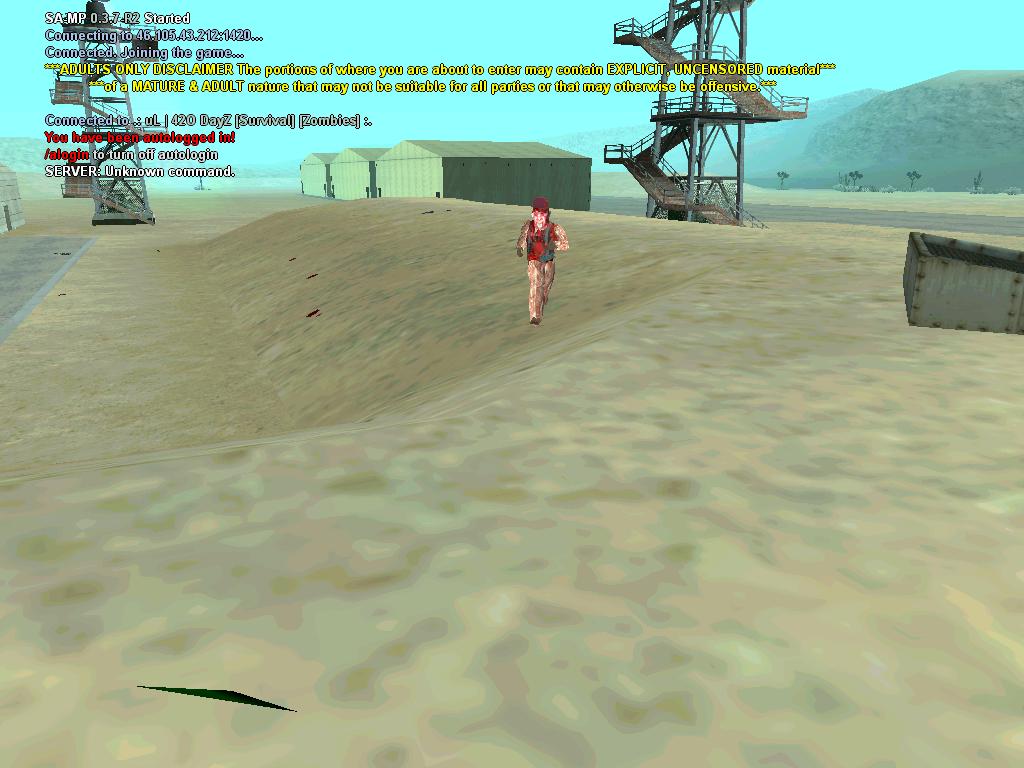 SA:MP 0.3.7-R2 Started
Connecting to 46.105.43.212:1420...
Connected. Joining the game...
***ADULTS ONLY DISCLAIMER The portions of where you are about to enter may contain EXPLICIT, UNCENSORED material***
***of a MATURE & ADULT nature that may not be suitable for all parties or that may otherwise be offensive.***
Connected to .: uL | 42O DayZ [Survival] [Zombies] :.
You have been autologged in!
/alogin to turn off autologin
SERVER: Unknown command.